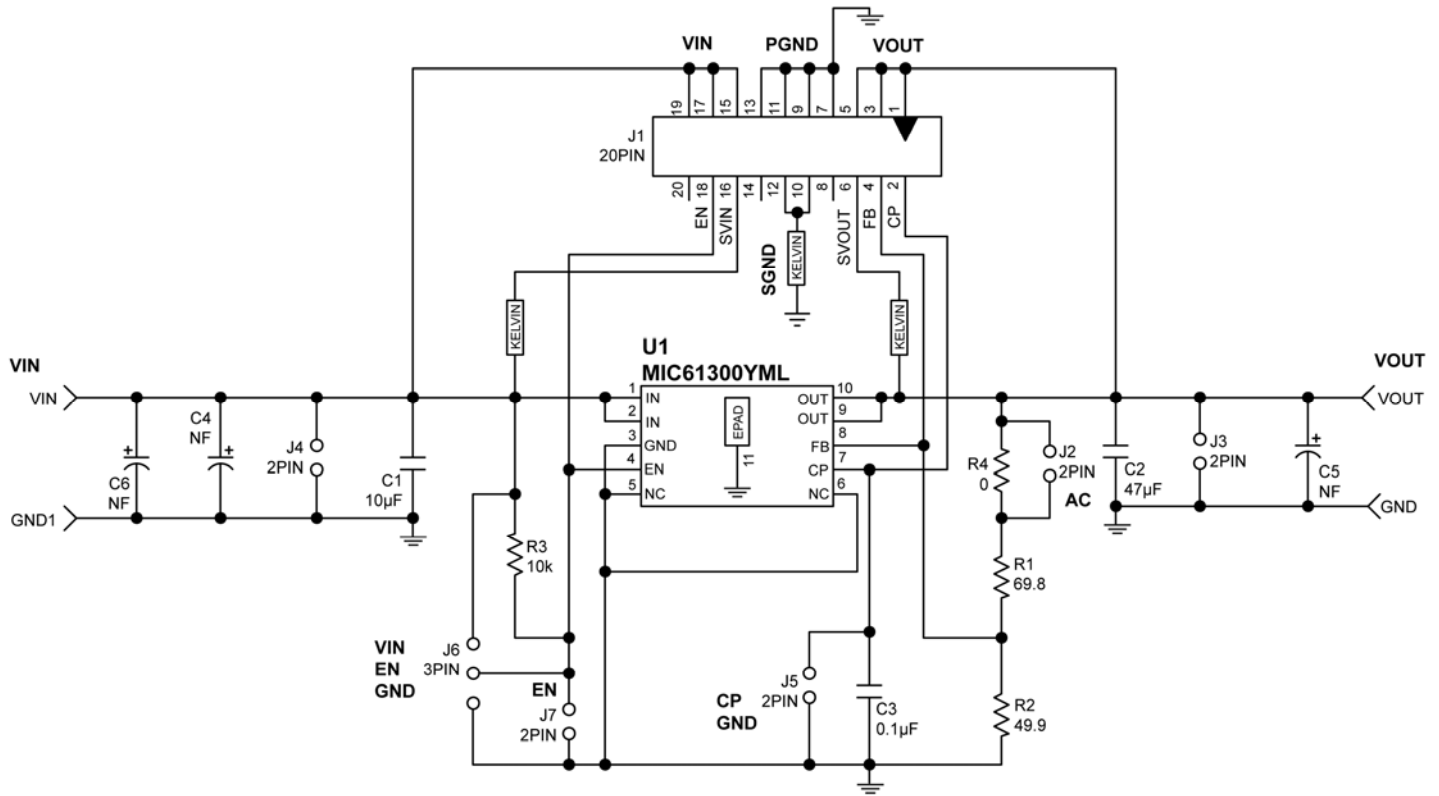 VIN PGND VOUT
19 17 15 13 11 9 7 5 3 1
J1
20PIN
20 18 16 14 12 10 8 6 4 2
EN SVIN SVOUT FB CP
SGND KELVIN
KELVIN KELVIN
U1
MIC61300YML
VIN VOUT
VIN 1 IN OUT 10 VOUT
2 IN OUT 9
3 GND FB 8
4 EN CP 7
5 NC NC 6
EPAD
11
C4
NF
C6
NF
J4
2PIN
C1
10µF
GND1
R4
0
J2
2PIN
AC
C2
47µF
J3
2PIN
C5
NF
GND
R3
10k
R1
69.8
VIN
EN
GND
J6
3PIN
EN
J7
2PIN
CP
GND
J5
2PIN
C3
0.1µF
R2
49.9